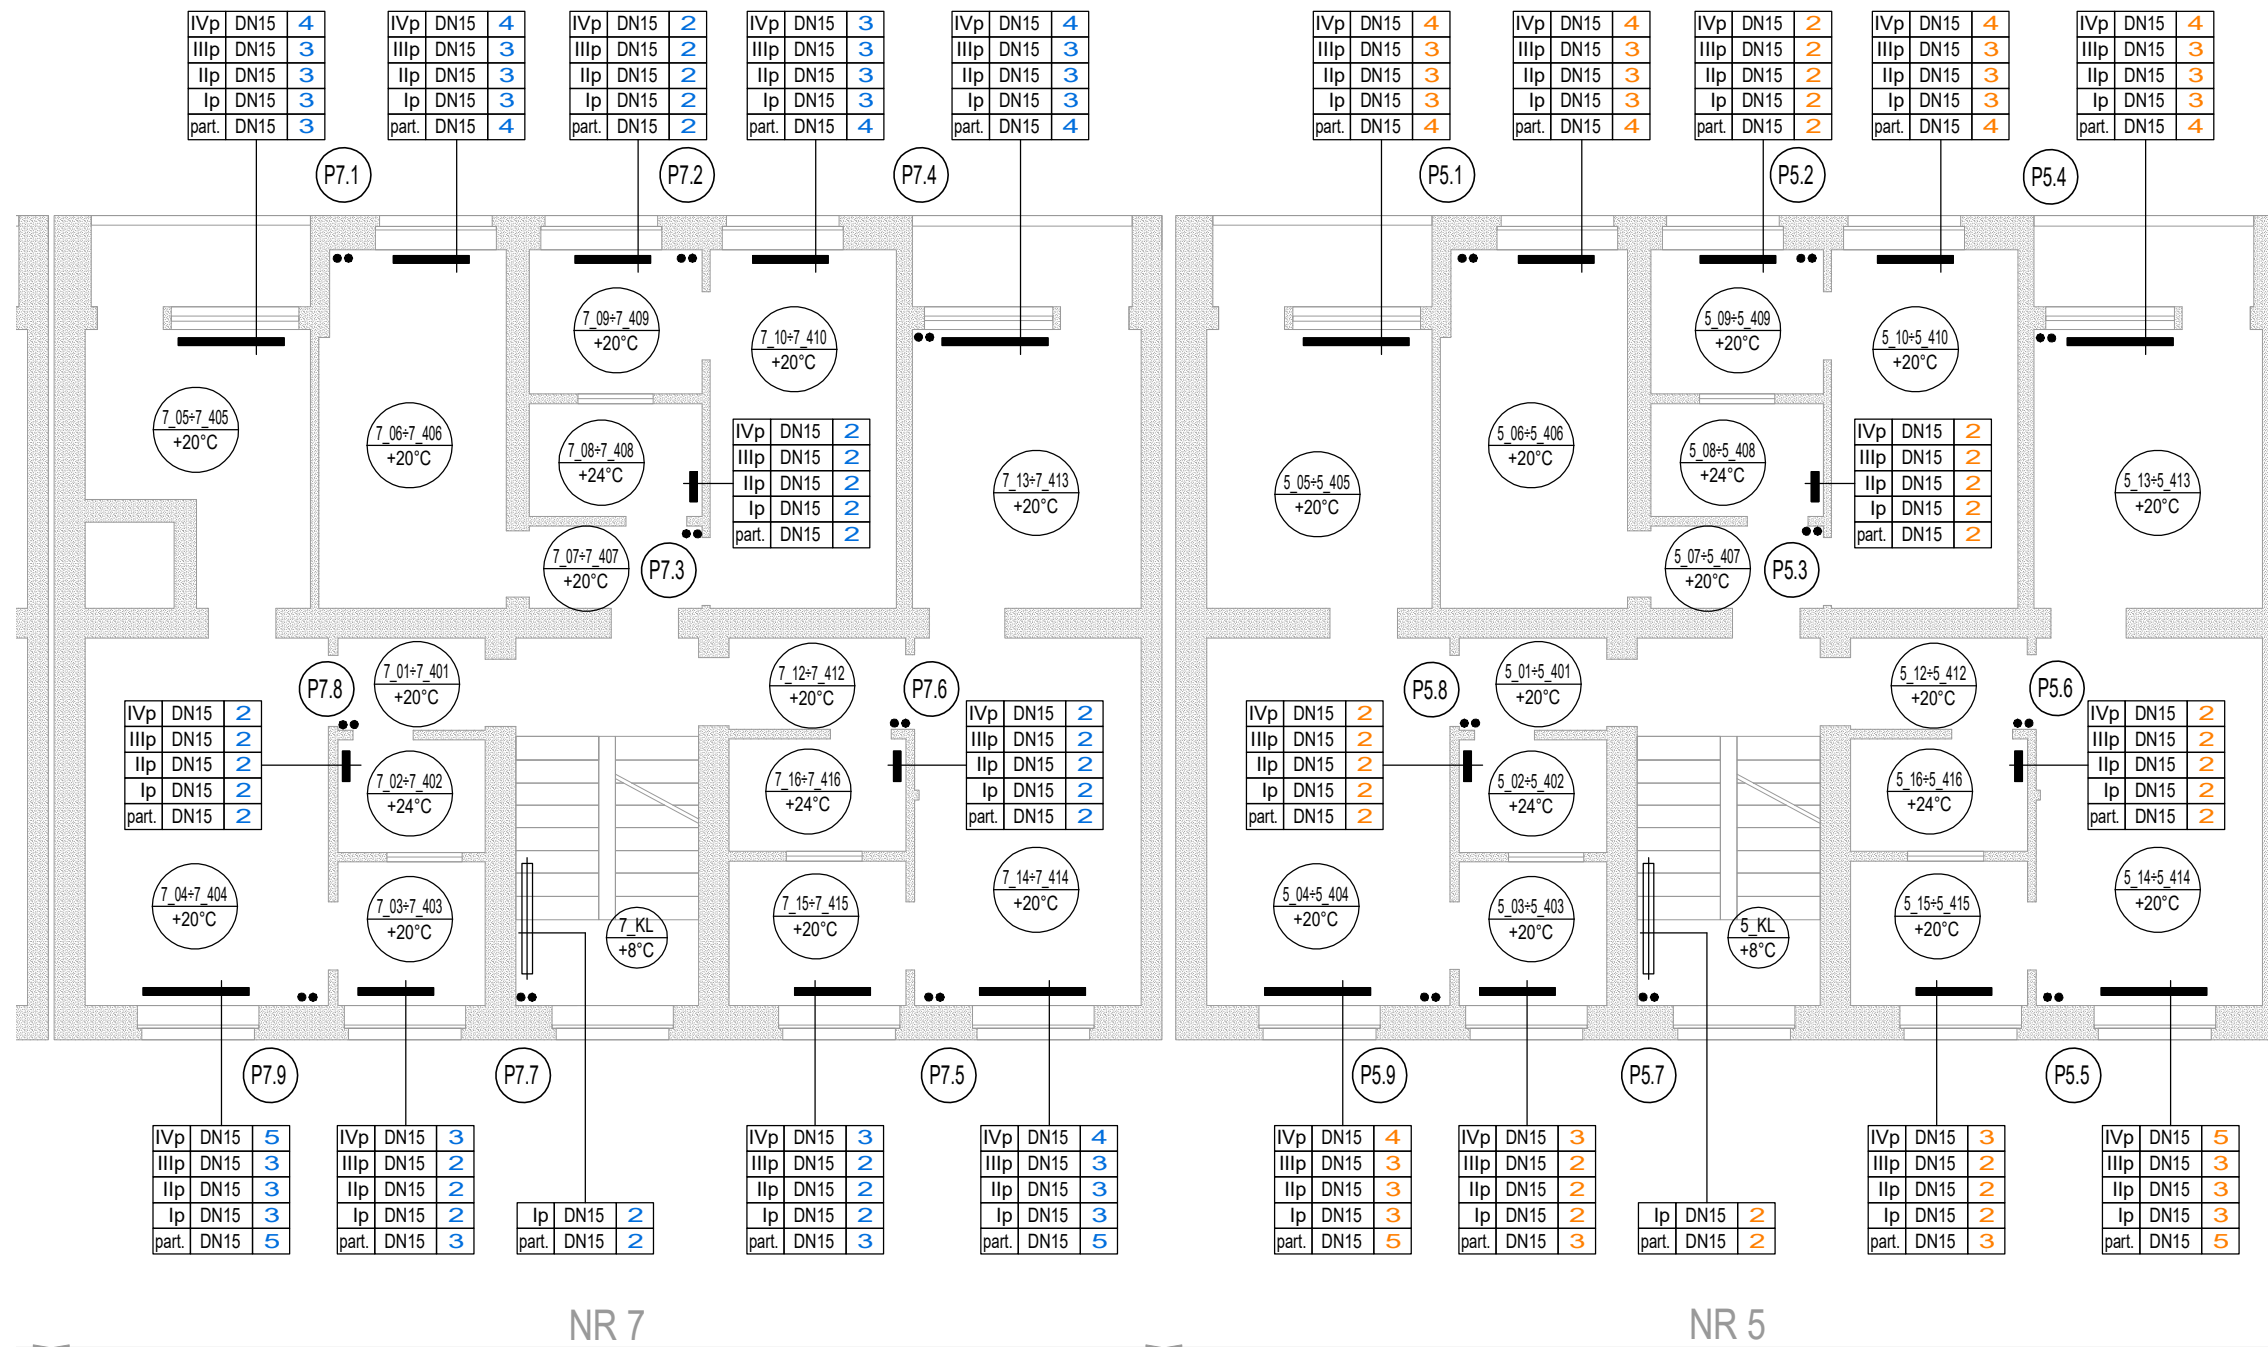 IVp DN15 4
IIIp DN15 3
IIp DN15 3
Ip DN15 3
part. DN15 3
IVp DN15 4
IIIp DN15 3
IIp DN15 3
Ip DN15 3
part. DN15 4
IVp DN15 2
IIIp DN15 2
IIp DN15 2
Ip DN15 2
part. DN15 2
IVp DN15 3
IIIp DN15 3
IIp DN15 3
Ip DN15 3
part. DN15 4
IVp DN15 4
IIIp DN15 3
IIp DN15 3
Ip DN15 3
part. DN15 4
IVp DN15 4
IIIp DN15 3
IIp DN15 3
Ip DN15 3
part. DN15 4
IVp DN15 4
IIIp DN15 3
IIp DN15 3
Ip DN15 3
part. DN15 4
IVp DN15 2
IIIp DN15 2
IIp DN15 2
Ip DN15 2
part. DN15 2
IVp DN15 4
IIIp DN15 3
IIp DN15 3
Ip DN15 3
part. DN15 4
IVp DN15 4
IIIp DN15 3
IIp DN15 3
Ip DN15 3
part. DN15 4
P7.1
P7.2
P7.4
P5.1
P5.2
P5.4
7_05÷7_405
+20°C
7_06÷7_406
+20°C
7_09÷7_409
+20°C
7_10÷7_410
+20°C
7_08÷7_408
+24°C
IVp DN15 2
IIIp DN15 2
IIp DN15 2
Ip DN15 2
part. DN15 2
7_13÷7_413
+20°C
7_07÷7_407
+20°C
P7.3
5_05÷5_405
+20°C
5_06÷5_406
+20°C
5_09÷5_409
+20°C
5_10÷5_410
+20°C
5_08÷5_408
+24°C
IVp DN15 2
IIIp DN15 2
IIp DN15 2
Ip DN15 2
part. DN15 2
5_13÷5_413
+20°C
5_07÷5_407
+20°C
P5.3
P7.8
7_01÷7_401
+20°C
7_12÷7_412
+20°C
P7.6
IVp DN15 2
IIIp DN15 2
IIp DN15 2
Ip DN15 2
part. DN15 2
7_02÷7_402
+24°C
7_16÷7_416
+24°C
IVp DN15 2
IIIp DN15 2
IIp DN15 2
Ip DN15 2
part. DN15 2
7_04÷7_404
+20°C
7_03÷7_403
+20°C
7_KL
+8°C
7_15÷7_415
+20°C
7_14÷7_414
+20°C
P5.8
5_01÷5_401
+20°C
5_12÷5_412
+20°C
P5.6
IVp DN15 2
IIIp DN15 2
IIp DN15 2
Ip DN15 2
part. DN15 2
5_02÷5_402
+24°C
5_16÷5_416
+24°C
IVp DN15 2
IIIp DN15 2
IIp DN15 2
Ip DN15 2
part. DN15 2
5_04÷5_404
+20°C
5_03÷5_403
+20°C
5_KL
+8°C
5_15÷5_415
+20°C
5_14÷5_414
+20°C
P7.9
P7.7
P7.5
P5.9
P5.7
P5.5
IVp DN15 5
IIIp DN15 3
IIp DN15 3
Ip DN15 3
part. DN15 5
IVp DN15 3
IIIp DN15 2
IIp DN15 2
Ip DN15 2
part. DN15 3
Ip DN15 2
part. DN15 2
IVp DN15 3
IIIp DN15 2
IIp DN15 2
Ip DN15 2
part. DN15 3
IVp DN15 4
IIIp DN15 3
IIp DN15 3
Ip DN15 3
part. DN15 5
IVp DN15 4
IIIp DN15 3
IIp DN15 3
Ip DN15 3
part. DN15 5
IVp DN15 3
IIIp DN15 2
IIp DN15 2
Ip DN15 2
part. DN15 3
Ip DN15 2
part. DN15 2
IVp DN15 3
IIIp DN15 2
IIp DN15 2
Ip DN15 2
part. DN15 3
IVp DN15 5
IIIp DN15 3
IIp DN15 3
Ip DN15 3
part. DN15 5
NR 7
NR 5